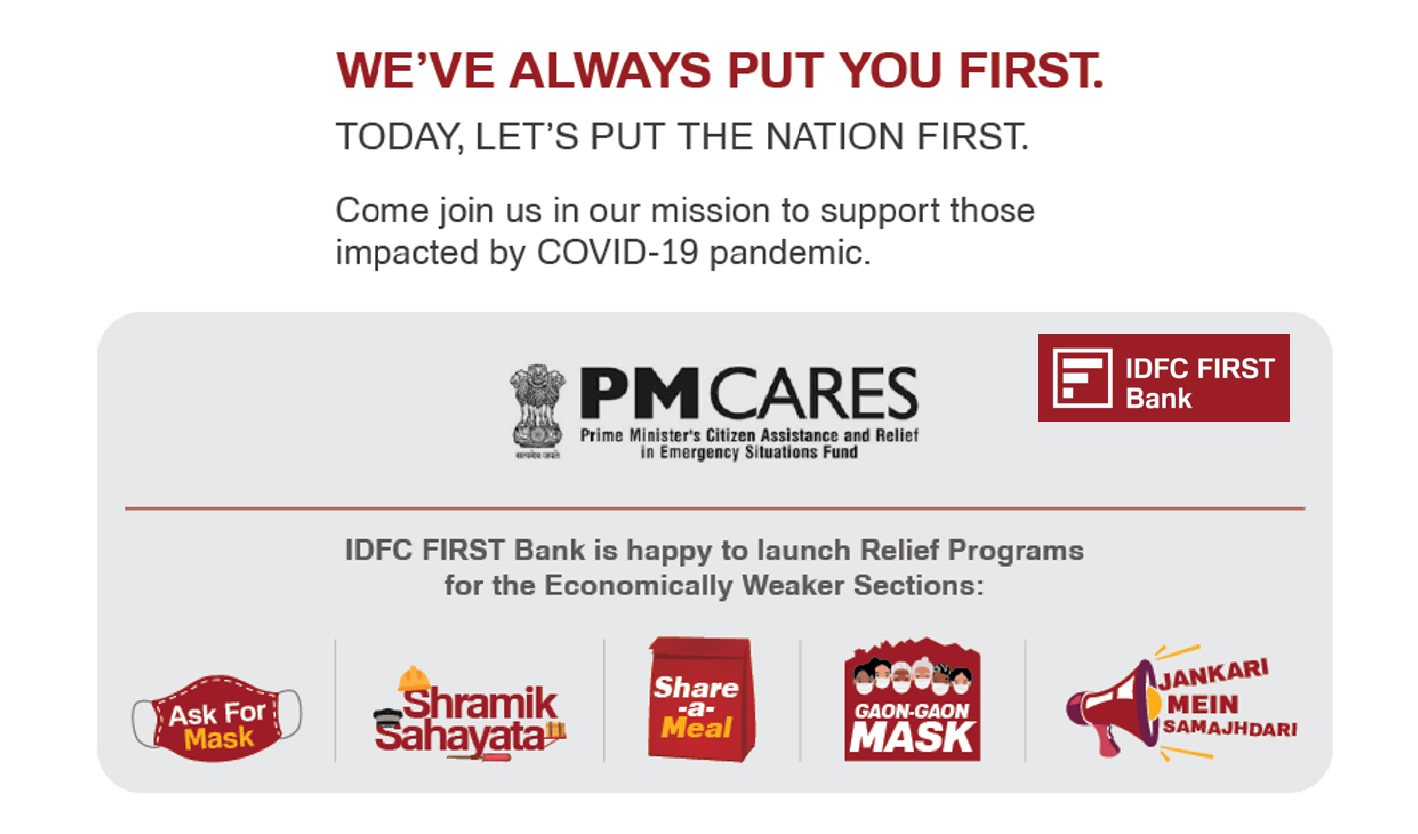 WE’VE ALWAYS PUT YOU FIRST.
TODAY, LET’S PUT THE NATION FIRST.
Come join us in our mission to support those
impacted by COVID-19 pandemic.
IDFC FIRST
Bank
PM CARES
Prime Minister's Citizen Assistance and Relief
in Emergency Situations Fund
सत्यमेव जयते
IDFC FIRST Bank is happy to launch Relief Programs
for the Economically Weaker Sections:
Ask For
Mask
Shramik
Sahayata
Share
-a-
Meal
GAON-GAON
MASK
JANKARI
MEIN
SAMAJHDARI